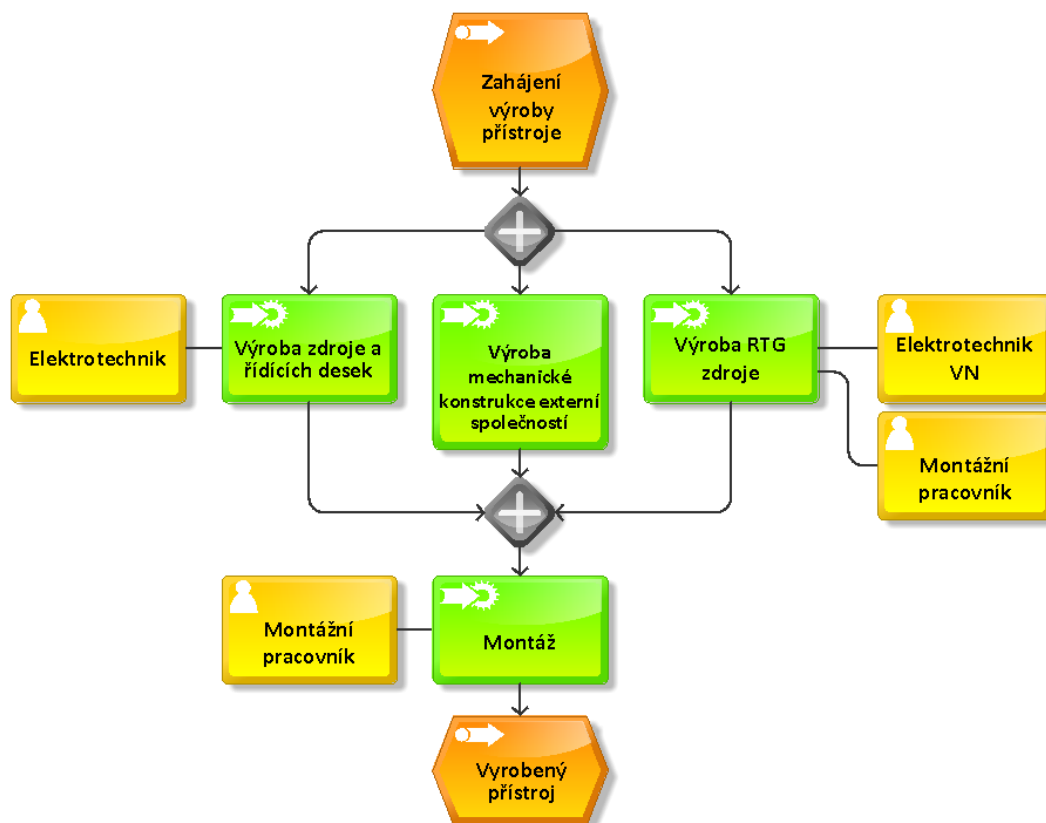 Zahájení
výroby
přístroje
Elektrotechnik
Výroba zdroje a
řídících desek
Výroba
mechanické
konstrukce externí
společností
Výroba RTG
zdroje
Elektrotechnik
VN
Montážní
pracovník
Montážní
pracovník
Montáž
Vyrobený
přístroj